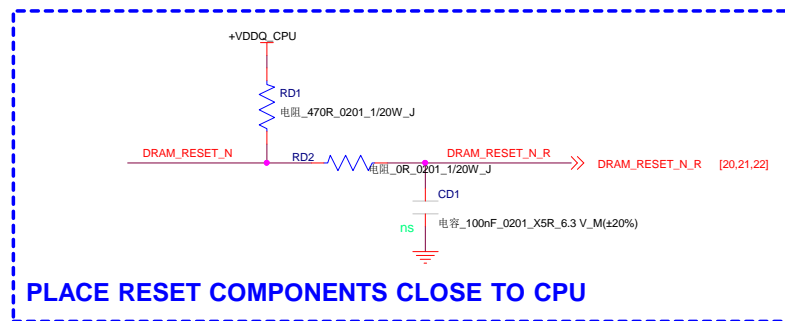 +VDDQ_CPU
RD1
电阻_470R_0201_1/20W_J
DRAM_RESET_N
RD2
DRAM_RESET_N_R
DRAM_RESET_N_R [20,21,22]
电阻_0R_0201_1/20W_J
CD1
ns
电容_100nF_0201_X5R_6.3 V_M(±20%)
PLACE RESET COMPONENTS CLOSE TO CPU